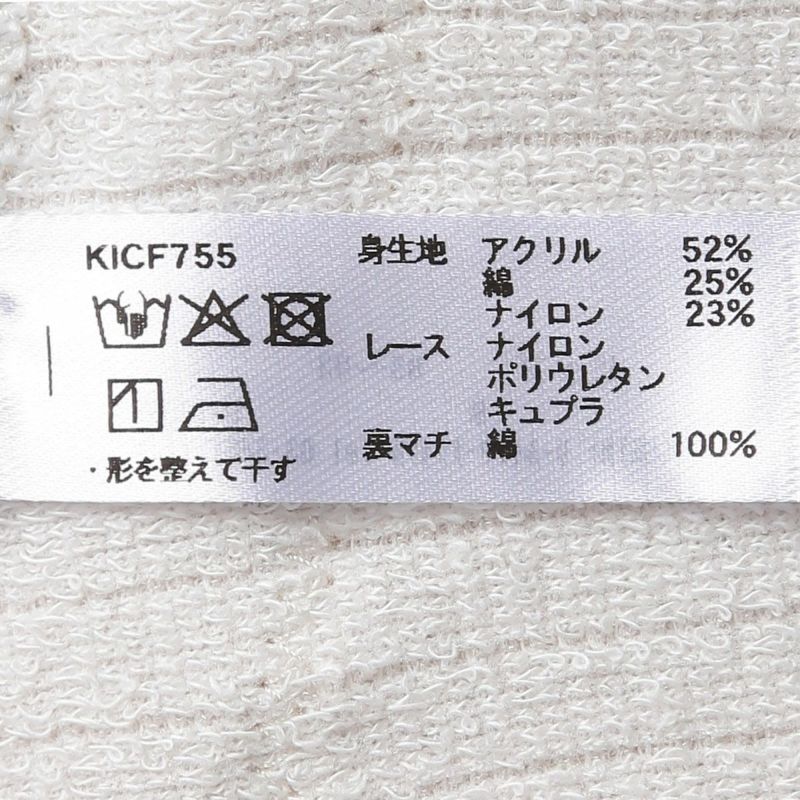 KICF755
身生地 アクリル 52%
綿 25%
ナイロン 23%
レース ナイロン
ポリウレタン
キュプラ
裏マチ 綿 100%
・形を整えて干す